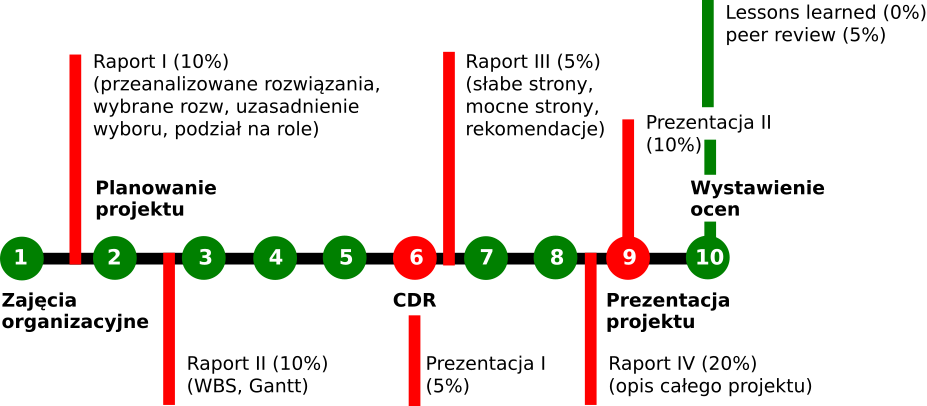 Lessons learned (0%)
peer review (5%)
Raport I (10%)
(przeanalizowane rozwiązania,
wybrane rozw, uzasadnienie
wyboru, podział na role)
Raport III (5%)
(słabe strony,
mocne strony,
rekomendacje)
Prezentacja II
(10%)
Planowanie
projektu
Wystawienie
ocen
1
2
3
4
5
6
7
8
9
10
Zajęcia
organizacyjne
CDR
Prezentacja
projektu
Raport II (10%)
(WBS, Gantt)
Prezentacja I
(5%)
Raport IV (20%)
(opis całego projektu)